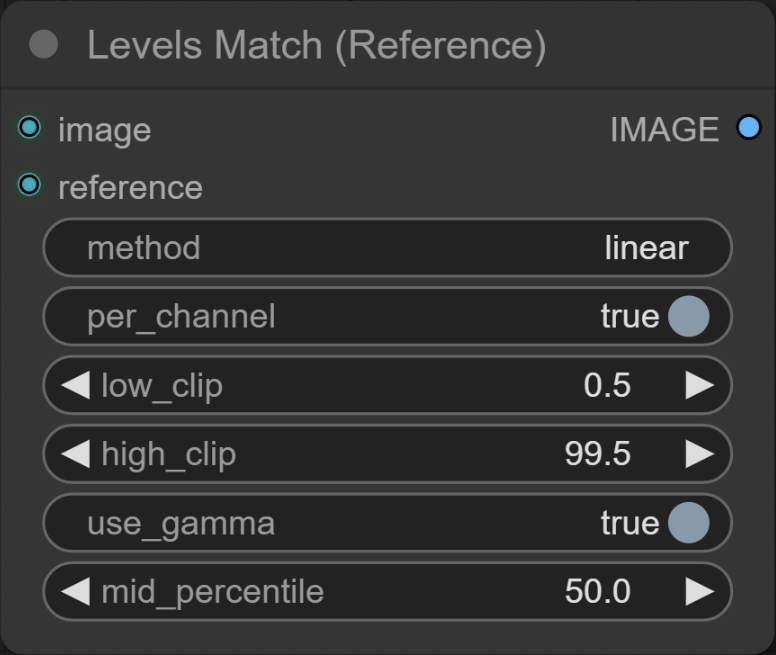 Levels Match (Reference)
image IMAGE
reference
method linear
per_channel true
low_clip 0.5
high_clip 99.5
use_gamma true
mid_percentile 50.0